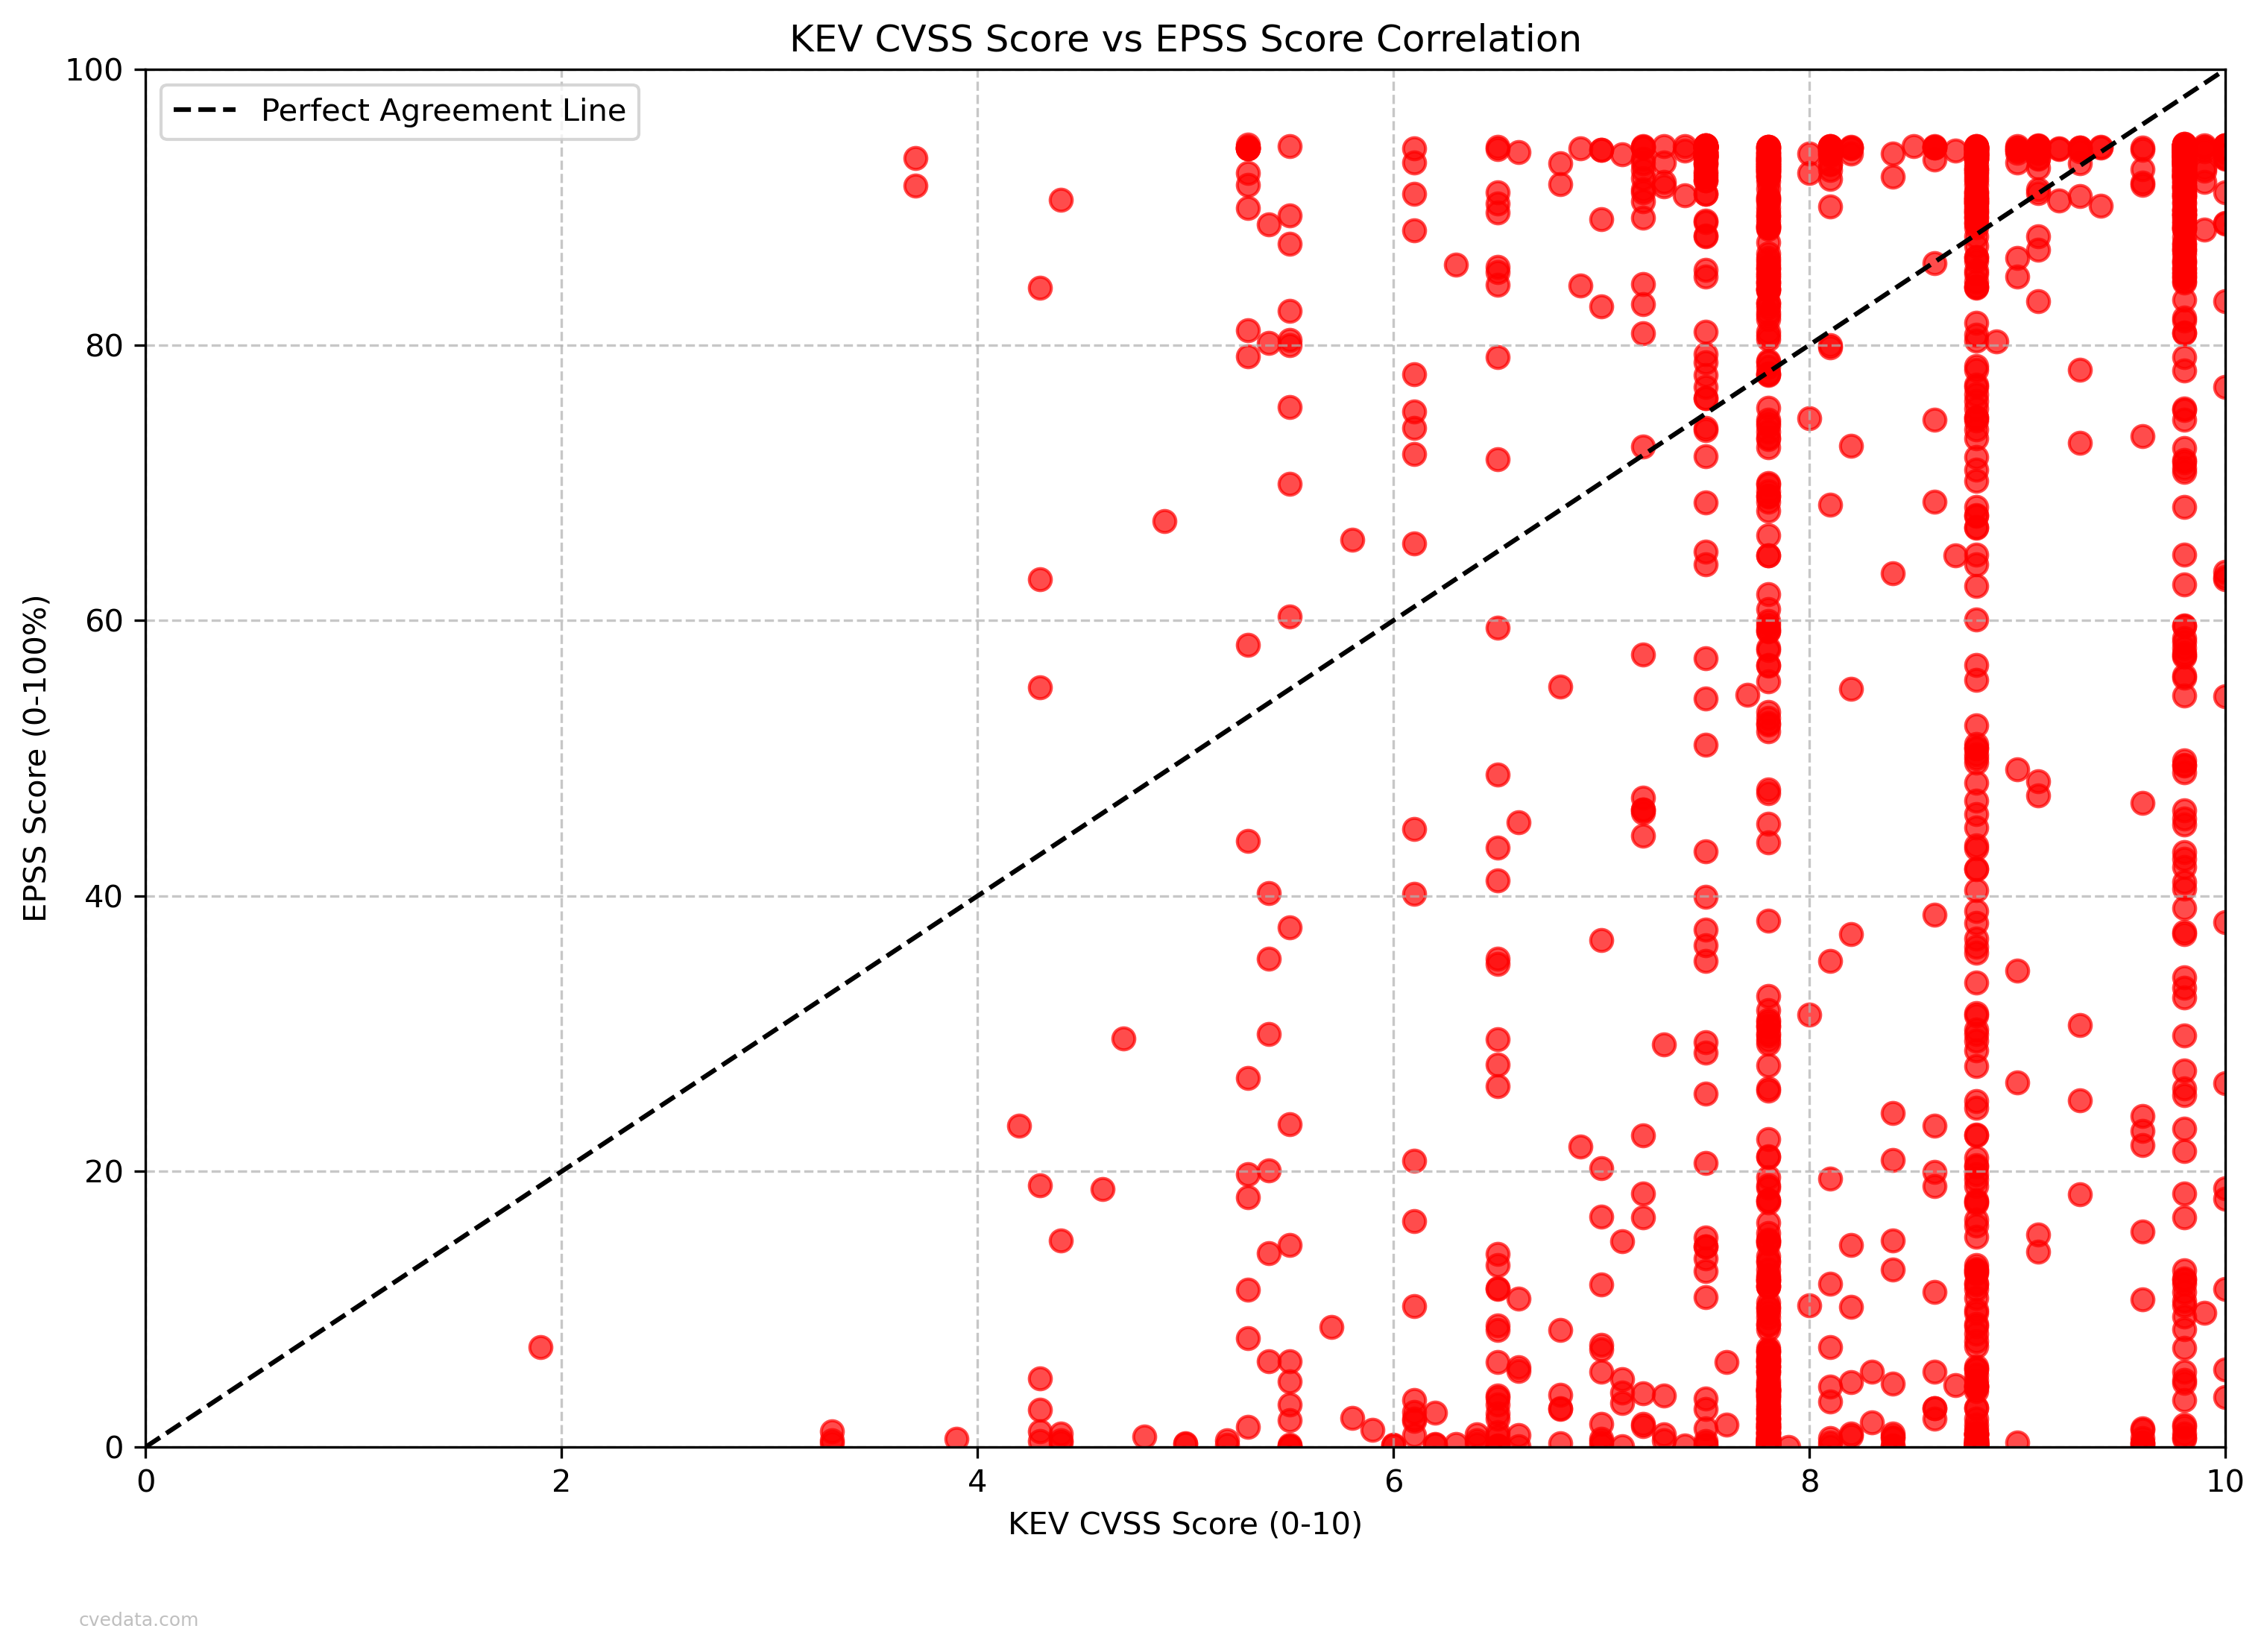 KEV CVSS Score vs EPSS Score Correlation
Perfect Agreement Line
EPSS Score (0-100%)
100
80
60
40
20
0
0 2 4 6 8 10
KEV CVSS Score (0-10)
cvedata.com